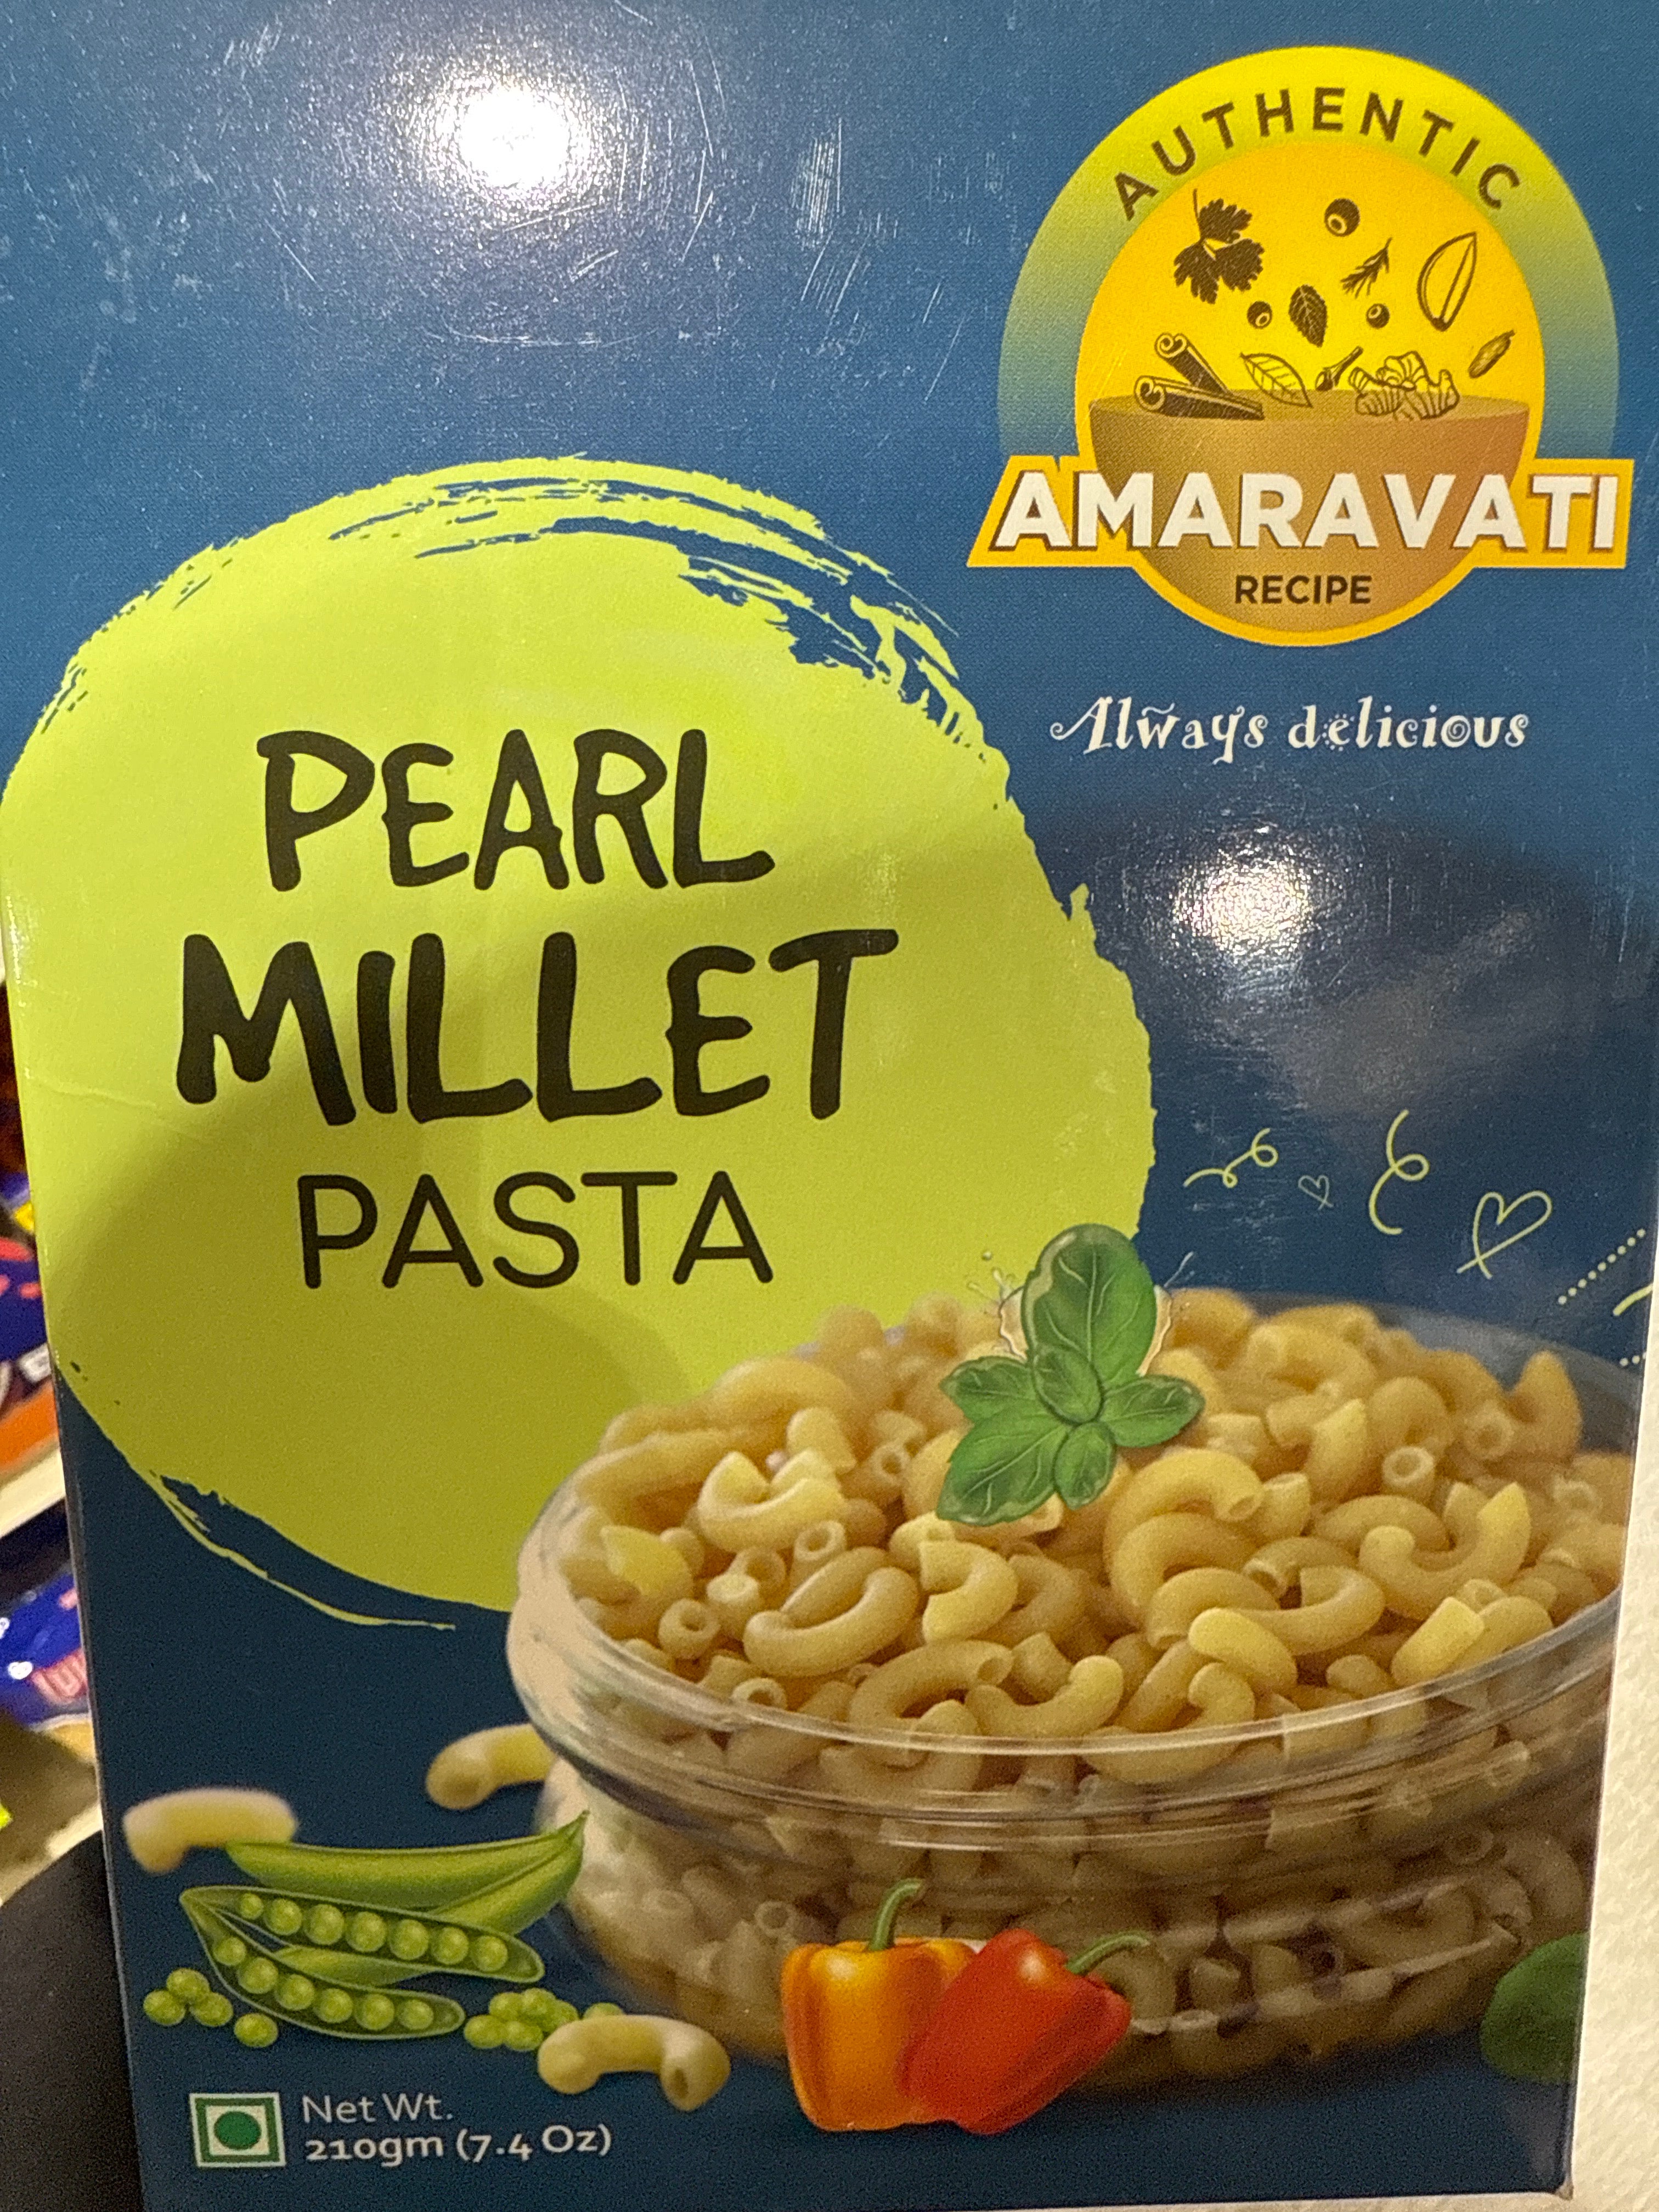 AUTHENTIC
AMARAVATI
RECIPE
Always delicious
PEARL
MILLET
PASTA
Net Wt.
210gm (7.4 Oz)